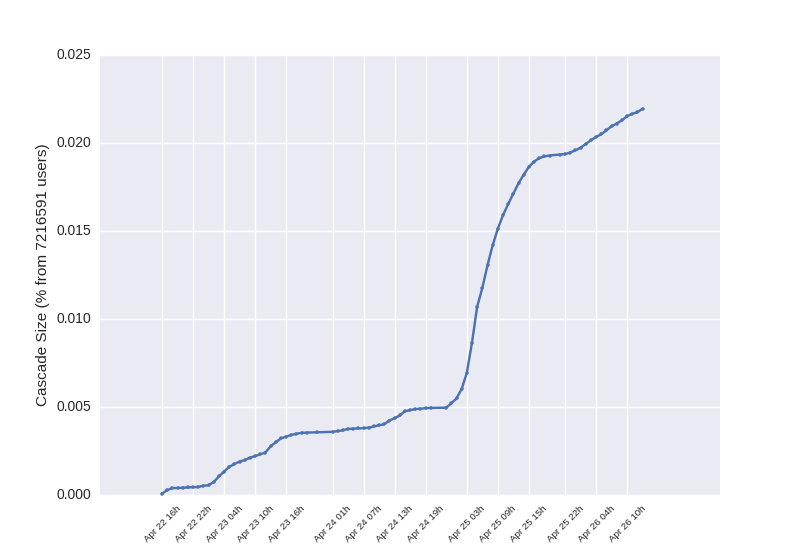 0.025
0.020
0.015
0.010
0.005
0.000
Cascade Size (% from 7216591 users)
Apr 22 16h
Apr 22 22h
Apr 23 04h
Apr 23 10h
Apr 23 16h
Apr 24 01h
Apr 24 07h
Apr 24 13h
Apr 24 19h
Apr 25 03h
Apr 25 09h
Apr 25 15h
Apr 25 22h
Apr 26 04h
Apr 26 10h